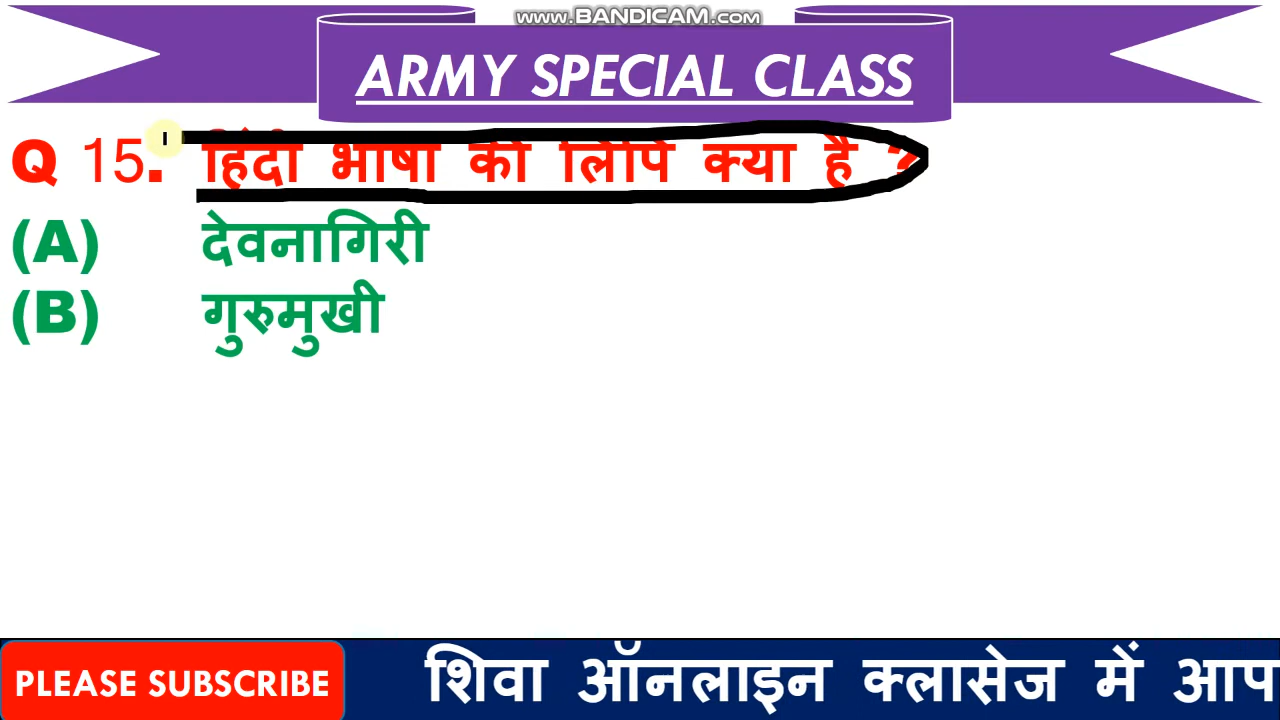 www.BANDICAM.com
ARMY SPECIAL CLASS
Q 15. हिंदी भाषा की लिपि क्या है ?
(A) देवनागिरी
(B) गुरुमुखी
PLEASE SUBSCRIBE शिवा ऑनलाइन क्लासेज में आप